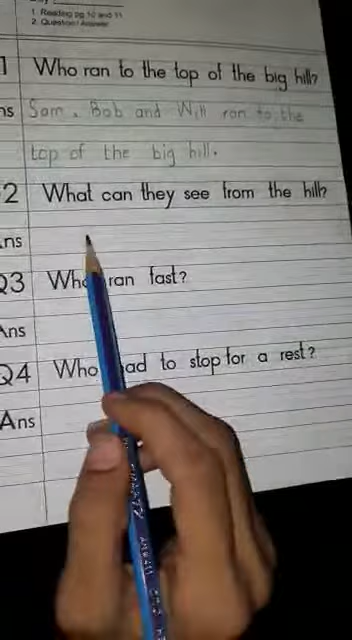 1. Reading pg 10 and 11
2. Question/Answer
1 Who ran to the top of the big hill?
ns Sam, Bob and Will ran to the
top of the big hill.
2 What can they see from the hill?
ns
Q3 Who ran fast?
Ans
Q4 Who had to stop for a rest?
Ans